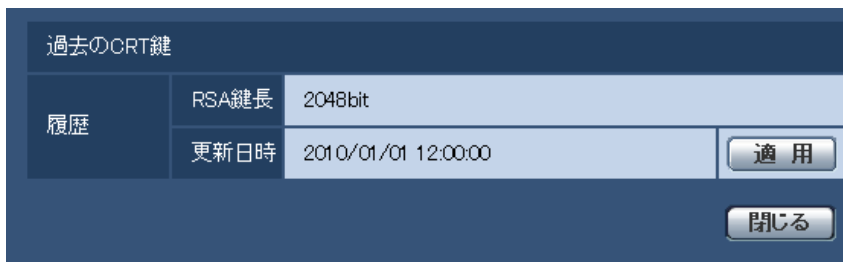 過去のCRT鍵
履歴
RSA鍵長 2048bit
更新日時 2010/01/01 12:00:00 適 用
閉じる